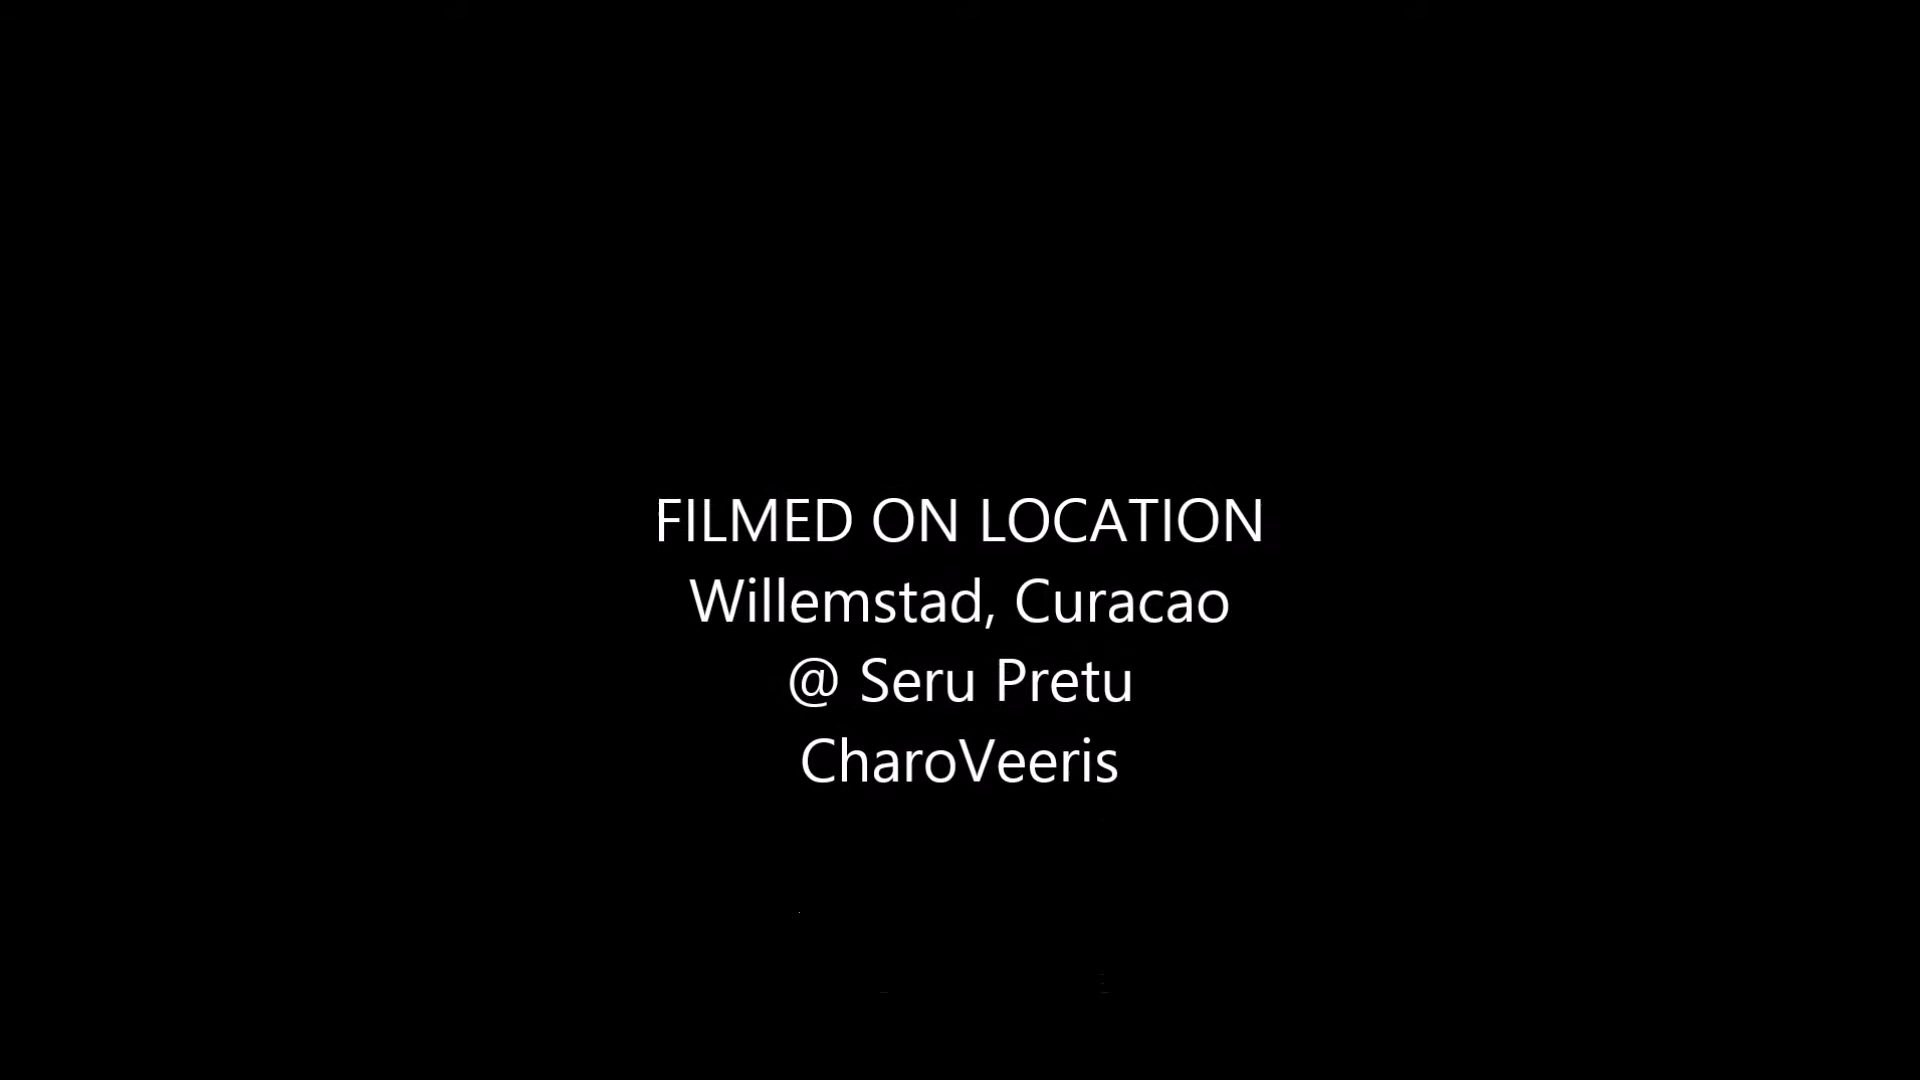 FILMED ON LOCATION
Willemstad, Curacao
@ Seru Pretu
CharoVeeris